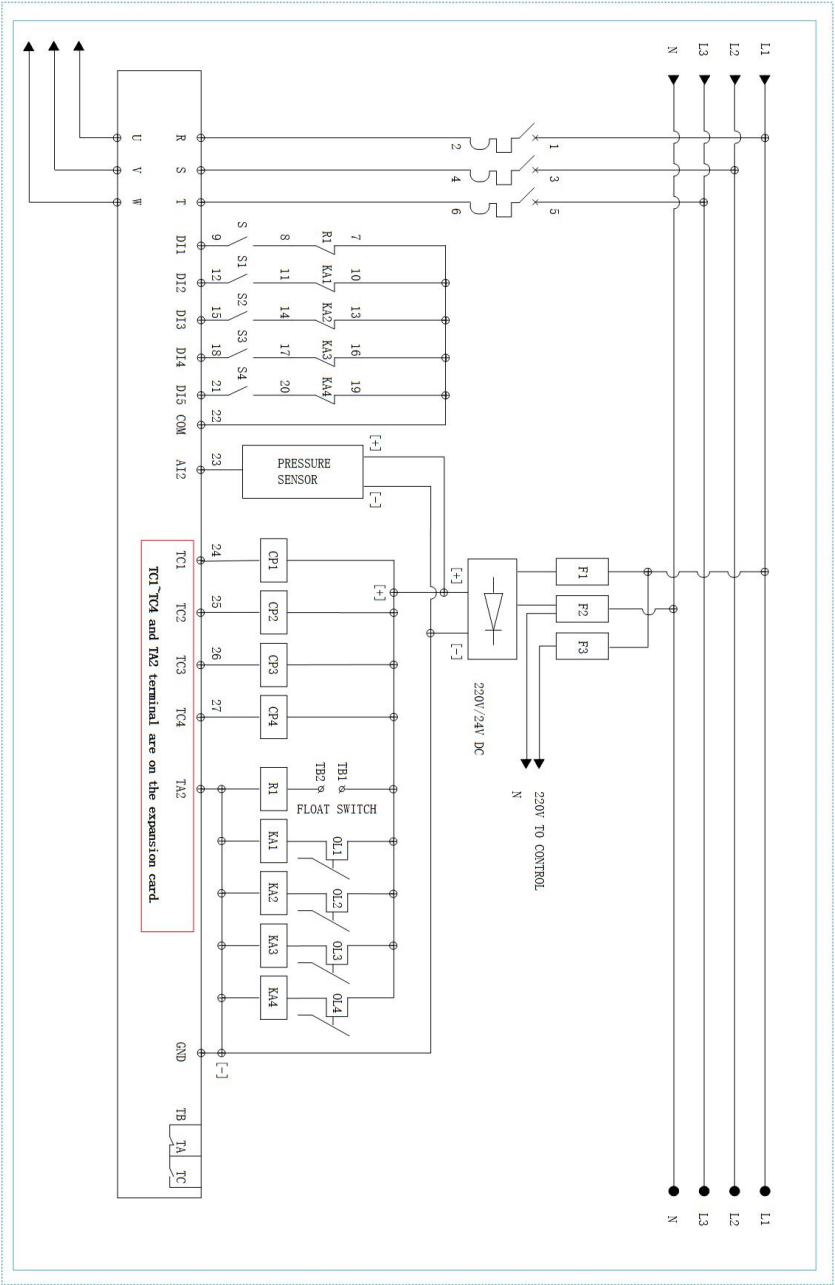 L1
L2
L3
N
1
3
5
2
4
6
U
V
W
R
S
T
DI1
DI2
DI3
DI4
DI5
COM
AI2
TC1
TC2
TC3
TC4
TA2
GND
TB
TA
TC
9
S
8
R1
7
12
S1
11
KA1
10
15
S2
14
KA2
13
18
S3
17
KA3
16
21
S4
20
KA4
19
22
23
PRESSURE
SENSOR
[+]
[-]
24
25
26
27
CP1
CP2
CP3
CP4
[+]
[+]
[-]
220V/24V DC
F1
F2
F3
N
220V TO CONTROL
TB1
TB2
FLOAT SWITCH
R1
KA1
KA2
KA3
KA4
OL1
OL2
OL3
OL4
[-]
TC1~TC4 and TA2 terminal are on the expansion card.
L1
L2
L3
N